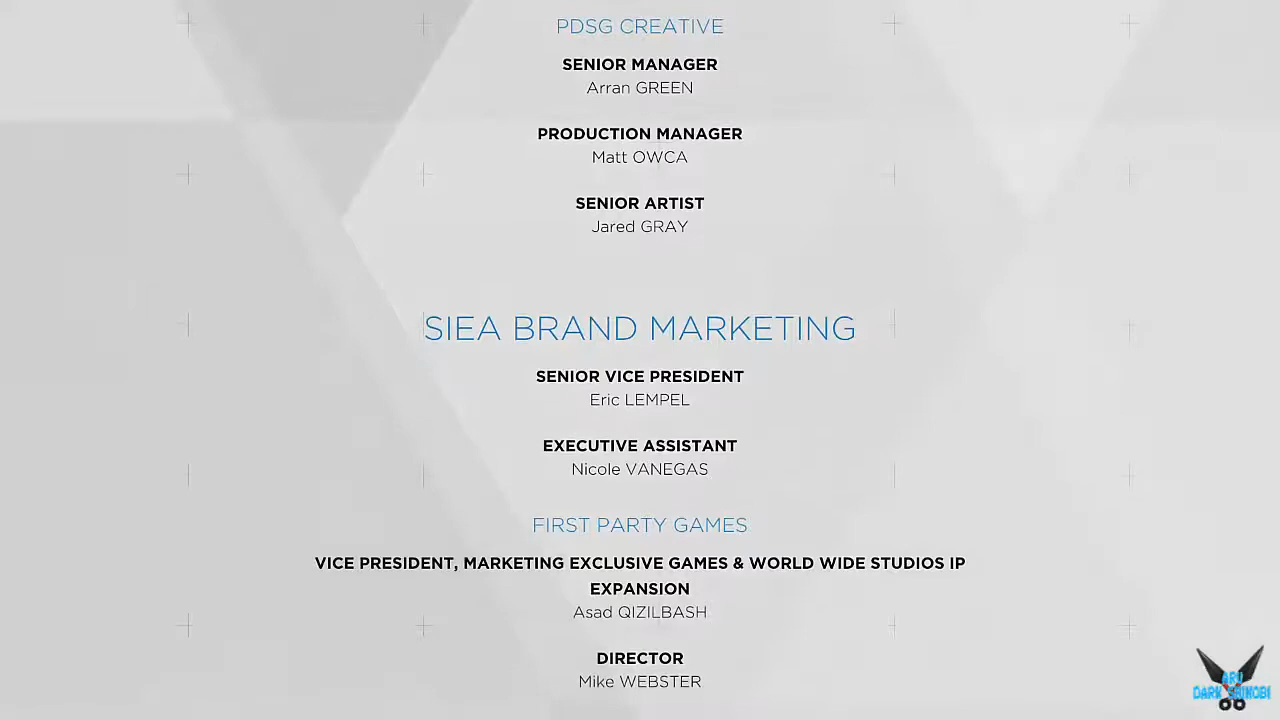 PDSG CREATIVE
SENIOR MANAGER
Arran GREEN
PRODUCTION MANAGER
Matt OWCA
SENIOR ARTIST
Jared GRAY
SIEA BRAND MARKETING
SENIOR VICE PRESIDENT
Eric LEMPEL
EXECUTIVE ASSISTANT
Nicole VANEGAS
FIRST PARTY GAMES
VICE PRESIDENT, MARKETING EXCLUSIVE GAMES & WORLD WIDE STUDIOS IP
EXPANSION
Asad QIZILBASH
DIRECTOR
Mike WEBSTER
DARK SHINOBI